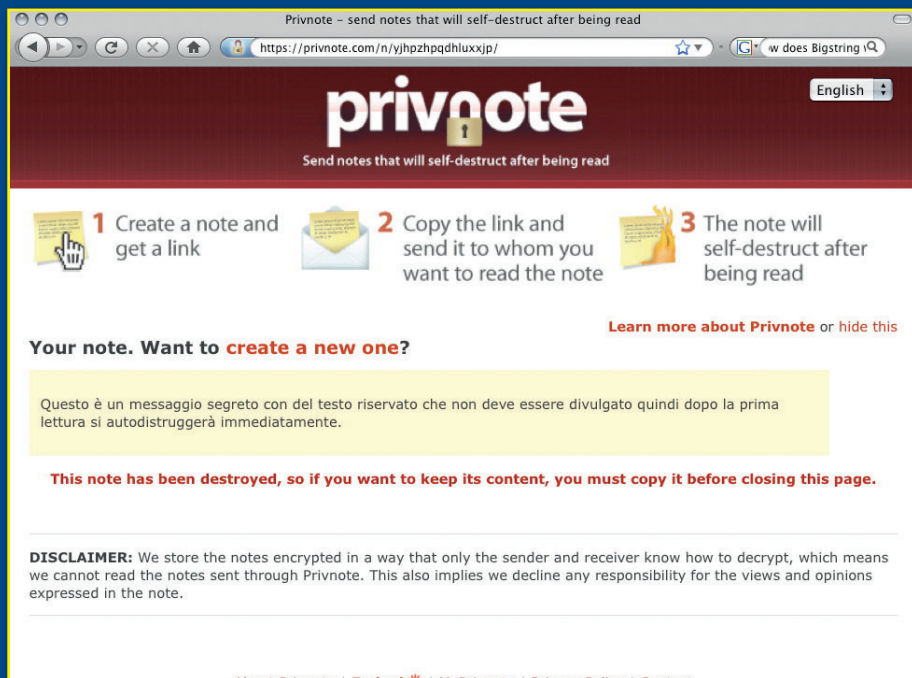 Privnote – send notes that will self-destruct after being read
https://privnote.com/n/yjhpzhpqdhluxxjp/
w does Bigstring
English
privnote
Send notes that will self-destruct after being read
1 Create a note and
get a link
2 Copy the link and
send it to whom you
want to read the note
3 The note will
self-destruct after
being read
Learn more about Privnote or hide this
Your note. Want to create a new one?
Questo è un messaggio segreto con del testo riservato che non deve essere divulgato quindi dopo la prima
lettura si autodistruggerà immediatamente.
This note has been destroyed, so if you want to keep its content, you must copy it before closing this page.
DISCLAIMER: We store the notes encrypted in a way that only the sender and receiver know how to decrypt, which means
we cannot read the notes sent through Privnote. This also implies we decline any responsibility for the views and opinions
expressed in the note.